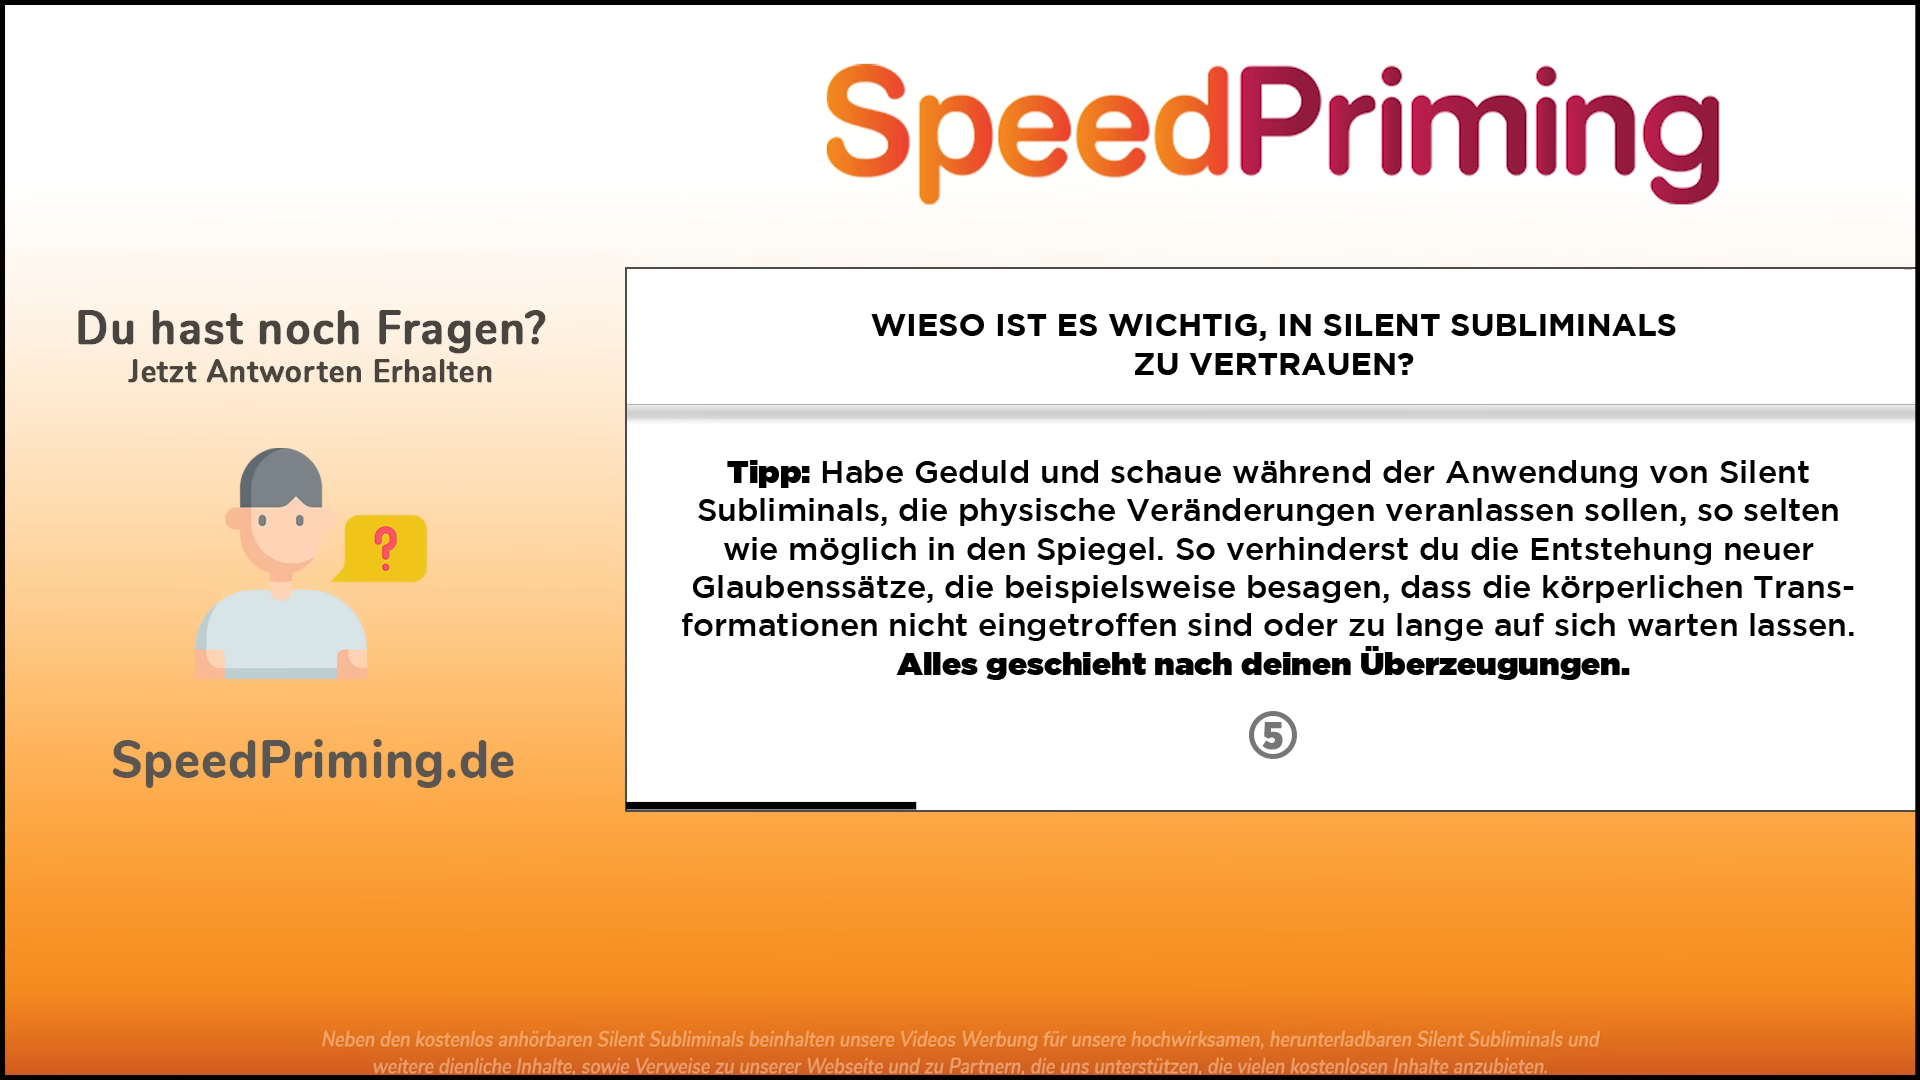 SpeedPriming
Du hast noch Fragen?
Jetzt Antworten Erhalten
?
SpeedPriming.de
WIESO IST ES WICHTIG, IN SILENT SUBLIMINALS
ZU VERTRAUEN?
Tipp: Habe Geduld und schaue während der Anwendung von Silent
Subliminals, die physische Veränderungen veranlassen sollen, so selten
wie möglich in den Spiegel. So verhinderst du die Entstehung neuer
Glaubenssätze, die beispielsweise besagen, dass die körperlichen Trans-
formationen nicht eingetroffen sind oder zu lange auf sich warten lassen.
Alles geschieht nach deinen Überzeugungen.
5
Neben den kostenlos anhörbaren Silent Subliminals beinhalten unsere Videos Werbung für unsere hochwirksamen, herunterladbaren Silent Subliminals und
weitere dienliche Inhalte, sowie Verweise zu unserer Webseite und zu Partnern, die uns unterstützen, die vielen kostenlosen Inhalte anzubieten.